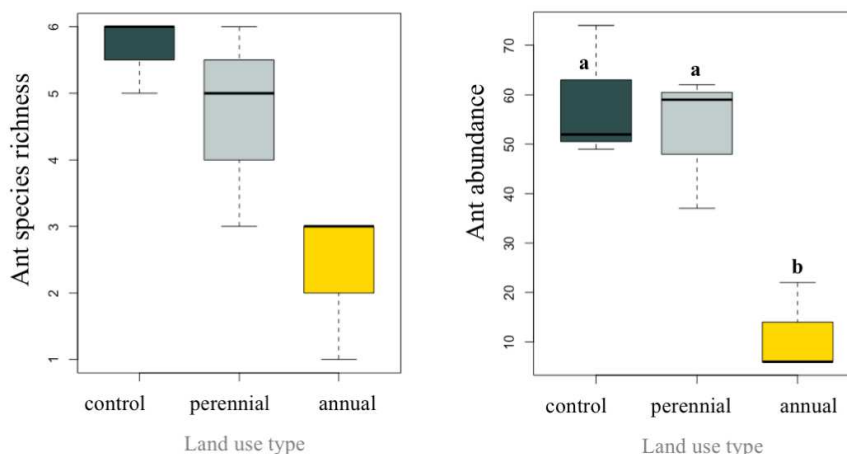 Ant species richness
6
5
4
3
2
1
control perennial annual
Land use type
Ant abundance
70
60
50
40
30
20
10
a
a
b
control perennial annual
Land use type